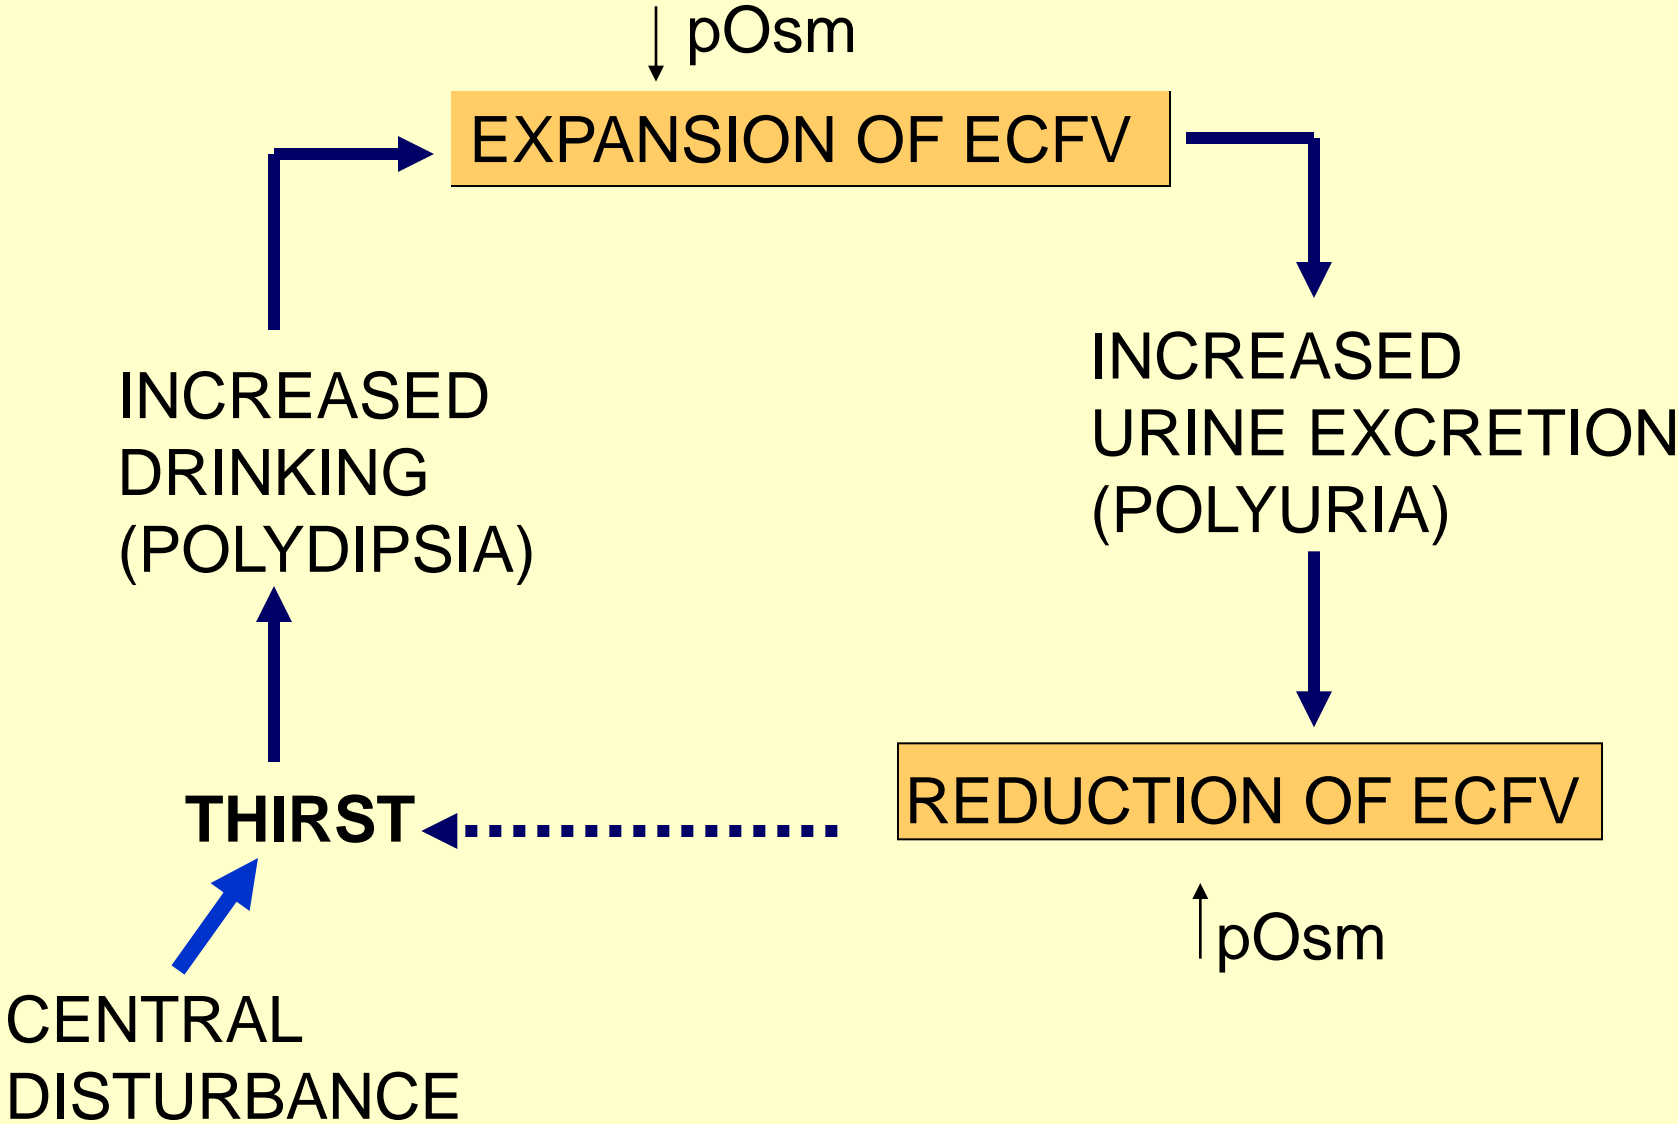 pOsm
EXPANSION OF ECFV
INCREASED
DRINKING
(POLYDIPSIA)
INCREASED
URINE EXCRETION
(POLYURIA)
THIRST
REDUCTION OF ECFV
pOsm
CENTRAL
DISTURBANCE